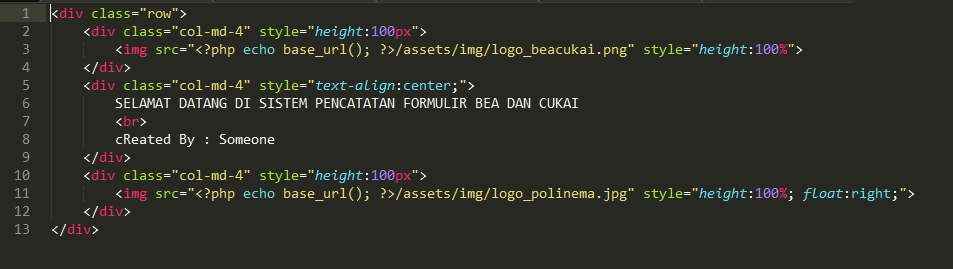 1 <div class="row">
2     <div class="col-md-4" style="height:100px">
3         <img src="<?php echo base_url(); ?>/assets/img/logo_beacukai.png" style="height:100%">
4     </div>
5     <div class="col-md-4" style="text-align:center;">
6         SELAMAT DATANG DI SISTEM PENCATATAN FORMULIR BEA DAN CUKAI
7         <br>
8         cReated By : Someone
9     </div>
10     <div class="col-md-4" style="height:100px">
11         <img src="<?php echo base_url(); ?>/assets/img/logo_polinema.jpg" style="height:100%; float:right;">
12     </div>
13 </div>